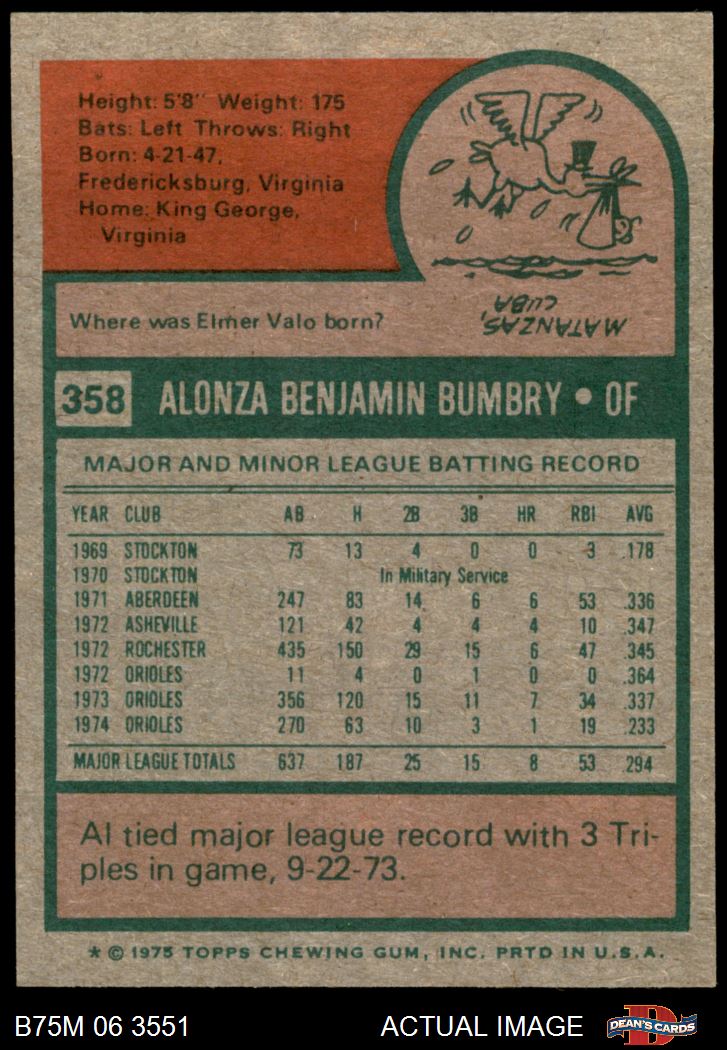 Height: 5'8" Weight: 175
Bats: Left Throws: Right
Born: 4-21-47,
Fredericksburg, Virginia
Home: King George,
Virginia
Where was Elmer Valo born?
MATANZAS,
CUBA
358 ALONZA BENJAMIN BUMBRY • OF
MAJOR AND MINOR LEAGUE BATTING RECORD
YEAR CLUB AB H 2B 3B HR RBI AVG
1969 STOCKTON 73 13 4 0 0 3 .178
1970 STOCKTON In Military Service
1971 ABERDEEN 247 83 14 6 6 53 .336
1972 ASHEVILLE 121 42 4 4 4 10 .347
1972 ROCHESTER 435 150 29 15 6 47 .345
1972 ORIOLES 11 4 0 1 0 0 .364
1973 ORIOLES 356 120 15 11 7 34 .337
1974 ORIOLES 270 63 10 3 1 19 .233
MAJOR LEAGUE TOTALS 637 187 25 15 8 53 .294
Al tied major league record with 3 Tri-
ples in game, 9-22-73.
* © 1975 TOPPS CHEWING GUM, INC. PRTD IN U.S.A.
B75M 06 3551 ACTUAL IMAGE D DEAN'S CARDS